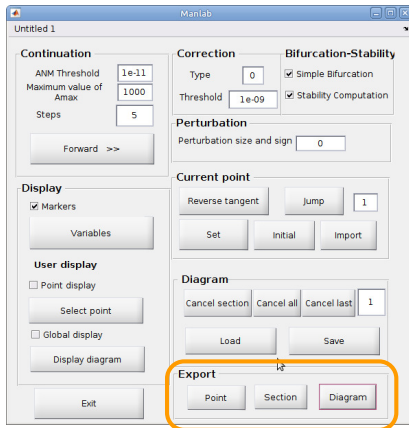 Manlab
Untitled 1
Continuation
ANM Threshold 1e-11
Maximum value of
Amax 1000
Steps 5
Forward >>
Display
Markers
Variables
User display
Point display
Select point
Global display
Display diagram
Exit
Correction
Type 0
Threshold 1e-09
Bifurcation-Stability
Simple Bifurcation
Stability Computation
Perturbation
Perturbation size and sign 0
Current point
Reverse tangent Jump 1
Set Initial Import
Diagram
Cancel section Cancel all Cancel last 1
Load Save
Export
Point Section Diagram